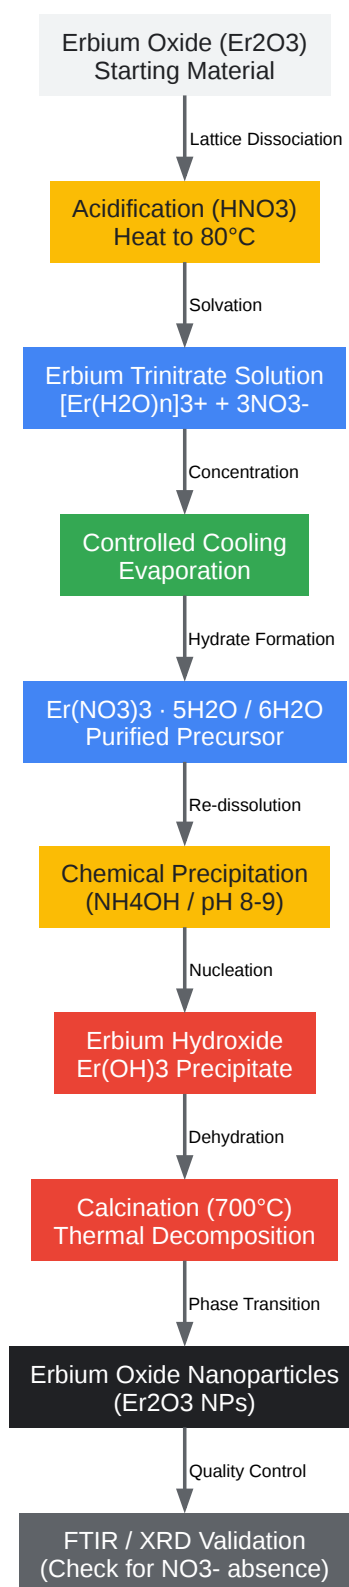 Erbium Oxide (Er2O3)
Starting Material
Lattice Dissociation
Acidification (HNO3)
Heat to 80°C
Solvation
Erbium Trinitrate Solution
[Er(H2O)n]3+ + 3NO3-
Concentration
Controlled Cooling
Evaporation
Hydrate Formation
Er(NO3)3 · 5H2O / 6H2O
Purified Precursor
Re-dissolution
Chemical Precipitation
(NH4OH / pH 8-9)
Nucleation
Erbium Hydroxide
Er(OH)3 Precipitate
Dehydration
Calcination (700°C)
Thermal Decomposition
Phase Transition
Erbium Oxide Nanoparticles
(Er2O3 NPs)
Quality Control
FTIR / XRD Validation
(Check for NO3- absence)